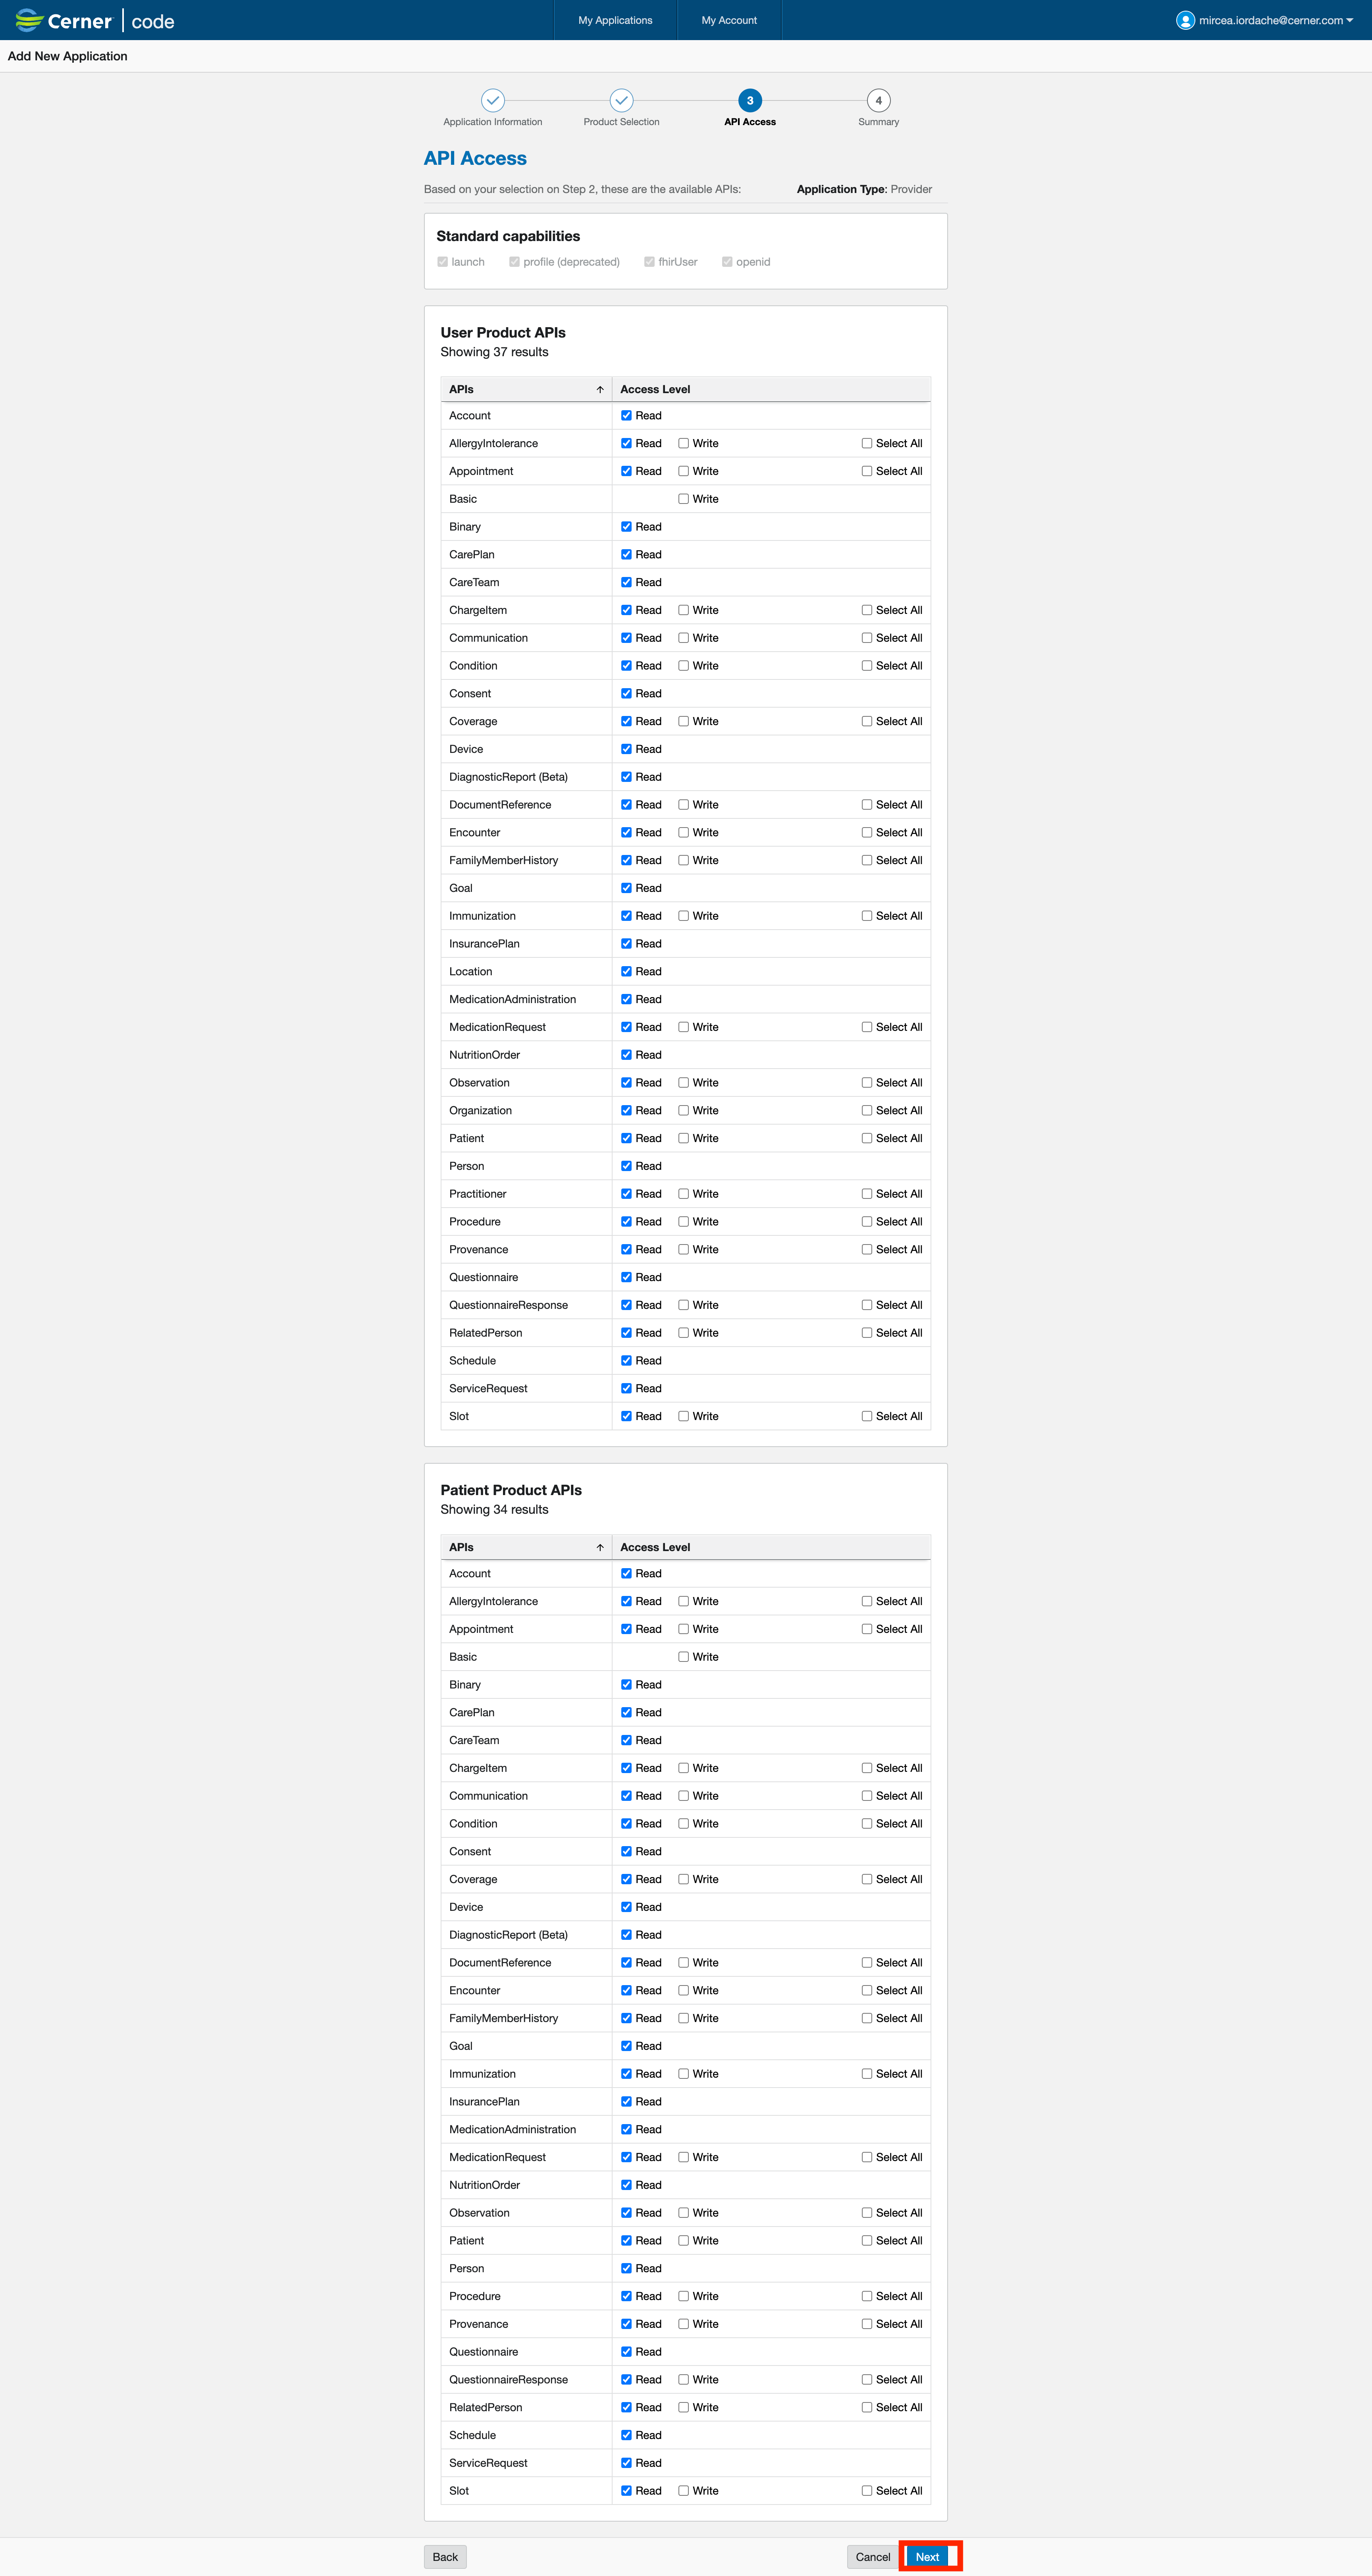 Cerner | code My Applications My Account mircea.iordache@cerner.com
Add New Application
3 4
Application Information Product Selection API Access Summary
API Access
Based on your selection on Step 2, these are the available APIs: Application Type: Provider
Standard capabilities
launch profile (deprecated) fhirUser openid
User Product APIs
Showing 37 results
APIs Access Level
Account Read
AllergyIntolerance Read Write Select All
Appointment Read Write Select All
Basic Write
Binary Read
CarePlan Read
CareTeam Read
ChargeItem Read Write Select All
Communication Read Write Select All
Condition Read Write Select All
Consent Read
Coverage Read Write Select All
Device Read
DiagnosticReport (Beta) Read
DocumentReference Read Write Select All
Encounter Read Write Select All
FamilyMemberHistory Read Write Select All
Goal Read
Immunization Read Write Select All
InsurancePlan Read
Location Read
MedicationAdministration Read
MedicationRequest Read Write Select All
NutritionOrder Read
Observation Read Write Select All
Organization Read Write Select All
Patient Read Write Select All
Person Read
Practitioner Read Write Select All
Procedure Read Write Select All
Provenance Read Write Select All
Questionnaire Read
QuestionnaireResponse Read Write Select All
RelatedPerson Read Write Select All
Schedule Read
ServiceRequest Read
Slot Read Write Select All
Patient Product APIs
Showing 34 results
APIs Access Level
Account Read
AllergyIntolerance Read Write Select All
Appointment Read Write Select All
Basic Write
Binary Read
CarePlan Read
CareTeam Read
ChargeItem Read Write Select All
Communication Read Write Select All
Condition Read Write Select All
Consent Read
Coverage Read Write Select All
Device Read
DiagnosticReport (Beta) Read
DocumentReference Read Write Select All
Encounter Read Write Select All
FamilyMemberHistory Read Write Select All
Goal Read
Immunization Read Write Select All
InsurancePlan Read
MedicationAdministration Read
MedicationRequest Read Write Select All
NutritionOrder Read
Observation Read Write Select All
Patient Read Write Select All
Person Read
Procedure Read Write Select All
Provenance Read Write Select All
Questionnaire Read
QuestionnaireResponse Read Write Select All
RelatedPerson Read Write Select All
Schedule Read
ServiceRequest Read
Slot Read Write Select All
Back Cancel Next